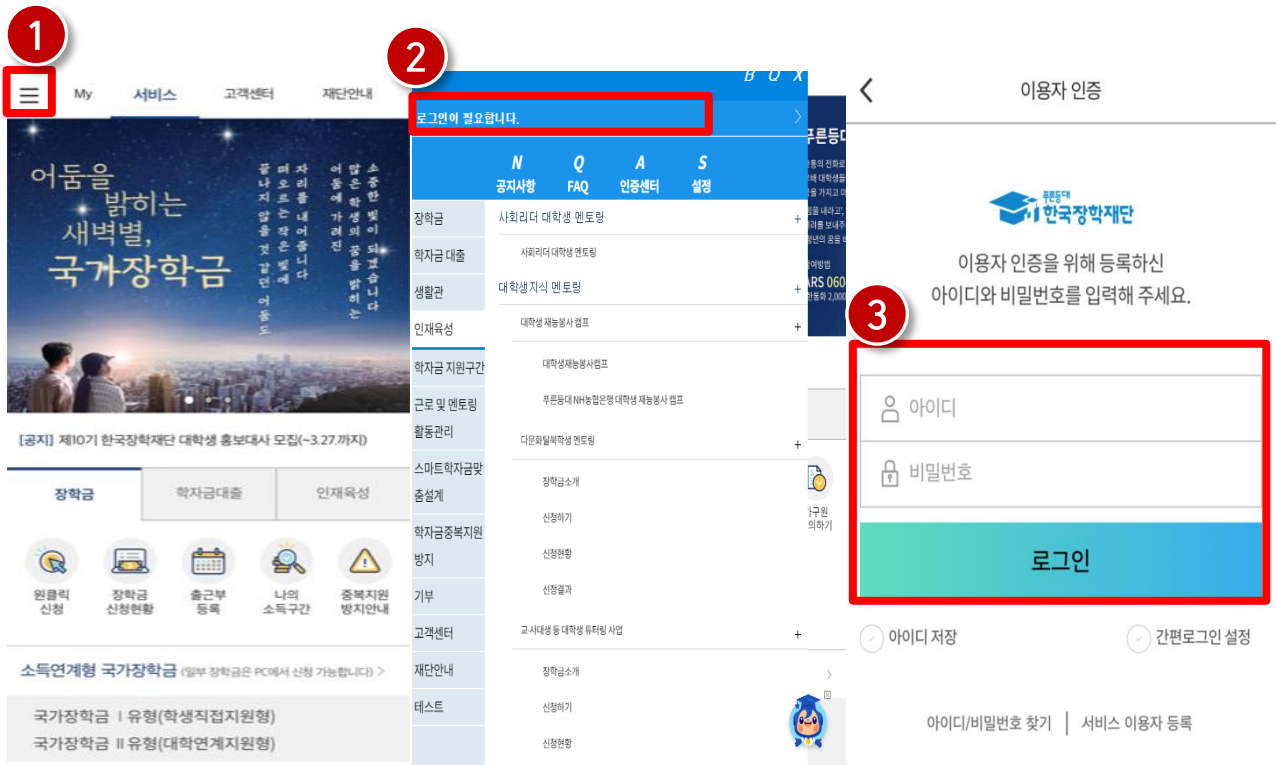 1
My
서비스
고객센터
재단안내
어둠을
밝히는
새벽별,
국가장학금
소중한 빛이 되겠습니다
많은 학생의 꿈을 밝히는
어둠에 가려진
자리를 내어줍니다
떠오르는 작은 빛에
끝나지 않을 것 같던 어둠도
[공지] 제10기 한국장학재단 대학생 홍보대사 모집(~3.27.까지)
장학금
학자금대출
인재육성
원클릭
신청
장학금
신청현황
출근부
등록
나의
소득구간
중복지원
방지안내
소득연계형 국가장학금 (일부 장학금은 PC에서 신청 가능합니다) >
국가장학금 Ⅰ유형(학생직접지원형)
국가장학금 Ⅱ유형(대학연계지원형)
2
B Q X
로그인이 필요합니다.
N
공지사항
Q
FAQ
A
인증센터
S
설정
장학금
학자금 대출
생활관
인재육성
학자금 지원구간
근로 및 멘토링
활동관리
스마트학자금맞
춤설계
학자금중복지원
방지
기부
고객센터
재단안내
테스트
사회리더 대학생 멘토링 +
사회리더 대학생 멘토링
대학생지식 멘토링 +
대학생 재능봉사 캠프 +
대학생재능봉사캠프
푸른등대 NH농협은행 대학생 재능봉사 캠프
다문화탈북학생 멘토링 +
장학금소개
신청하기
신청현황
선정결과
교·사대생 등 대학생 튜터링 사업 +
장학금소개
신청하기
신청현황
푸른등대
ARS 060
3
이용자 인증
푸른등대
한국장학재단
이용자 인증을 위해 등록하신
아이디와 비밀번호를 입력해 주세요.
아이디
비밀번호
로그인
아이디 저장
간편로그인 설정
아이디/비밀번호 찾기 | 서비스 이용자 등록